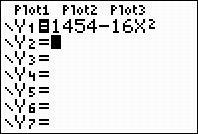 Plot1 Plot2 Plot3
\Y₁=1454-16X²
\Y₂=
\Y₃=
\Y₄=
\Y₅=
\Y₆=
\Y₇=